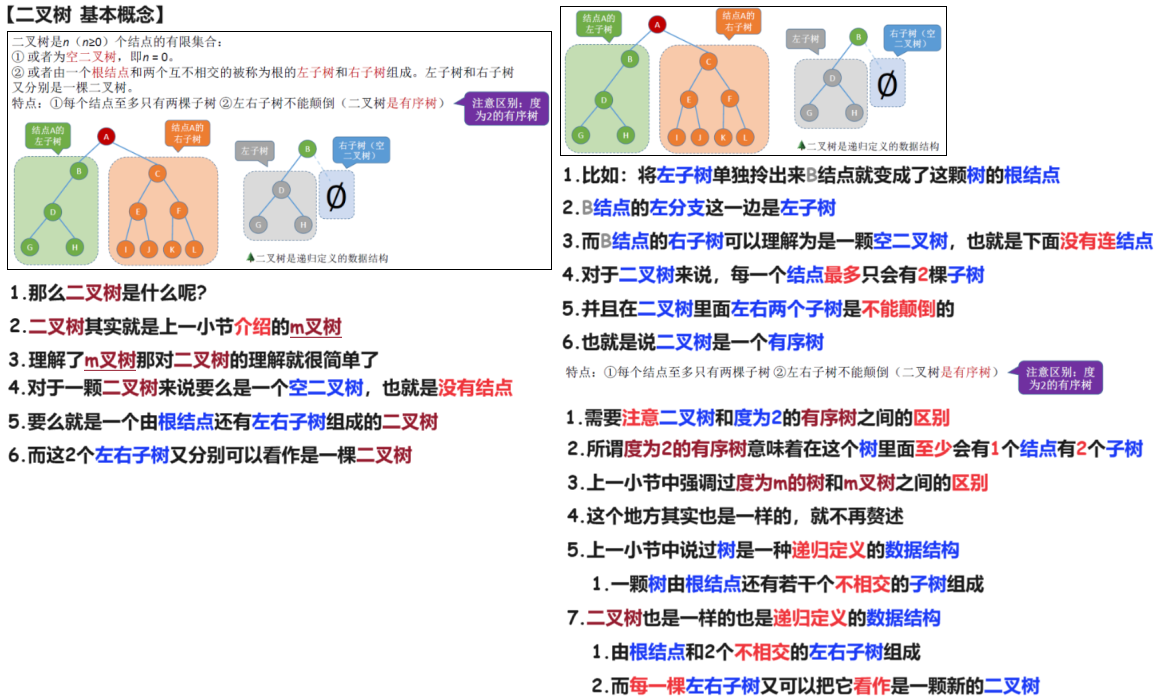 【二叉树 基本概念】
二叉树是n（n≥0）个结点的有限集合：
① 或者为空二叉树，即n = 0。
② 或者由一个根结点和两个互不相交的被称为根的左子树和右子树组成。左子树和右子树
又分别是一棵二叉树。
特点：①每个结点至多只有两棵子树 ②左右子树不能颠倒（二叉树是有序树）
注意区别：度
为2的有序树
结点A的
左子树
A
结点A的
右子树
B
C
D
E
F
G
H
I
J
K
L
左子树
B
右子树（空
二叉树）
D
G
H
Ø
二叉树是递归定义的数据结构
1.那么二叉树是什么呢?
2.二叉树其实就是上一小节介绍的m叉树
3.理解了m叉树那对二叉树的理解就很简单了
4.对于一颗二叉树来说要么是一个空二叉树，也就是没有结点
5.要么就是一个由根结点还有左右子树组成的二叉树
6.而这2个左右子树又分别可以看作是一棵二叉树
结点A的
左子树
A
结点A的
右子树
B
C
D
E
F
G
H
I
J
K
L
左子树
B
右子树（空
二叉树）
D
G
H
Ø
二叉树是递归定义的数据结构
1.比如：将左子树单独拎出来B结点就变成了这颗树的根结点
2.B结点的左分支这一边是左子树
3.而B结点的右子树可以理解为是一颗空二叉树，也就是下面没有连结点
4.对于二叉树来说，每一个结点最多只会有2棵子树
5.并且在二叉树里面左右两个子树是不能颠倒的
6.也就是说二叉树是一个有序树
特点：①每个结点至多只有两棵子树 ②左右子树不能颠倒（二叉树是有序树）
注意区别：度
为2的有序树
1.需要注意二叉树和度为2的有序树之间的区别
2.所谓度为2的有序树意味着在这个树里面至少会有1个结点有2个子树
3.上一小节中强调过度为m的树和m叉树之间的区别
4.这个地方其实也是一样的，就不再赘述
5.上一小节中说过树是一种递归定义的数据结构
1.一颗树由根结点还有若干个不相交的子树组成
7.二叉树也是一样的也是递归定义的数据结构
1.由根结点和2个不相交的左右子树组成
2.而每一棵左右子树又可以把它看作是一颗新的二叉树